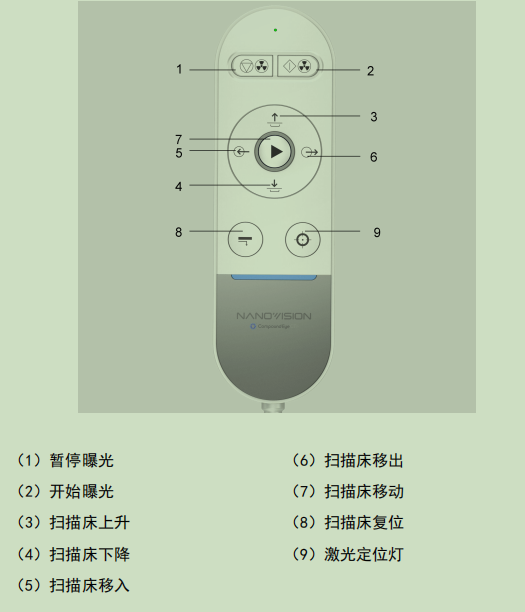 1
2
3
7
5
6
4
8
9
NANOVISION
(1) 暂停曝光
(2) 开始曝光
(3) 扫描床上升
(4) 扫描床下降
(5) 扫描床移入
(6) 扫描床移出
(7) 扫描床移动
(8) 扫描床复位
(9) 激光定位灯